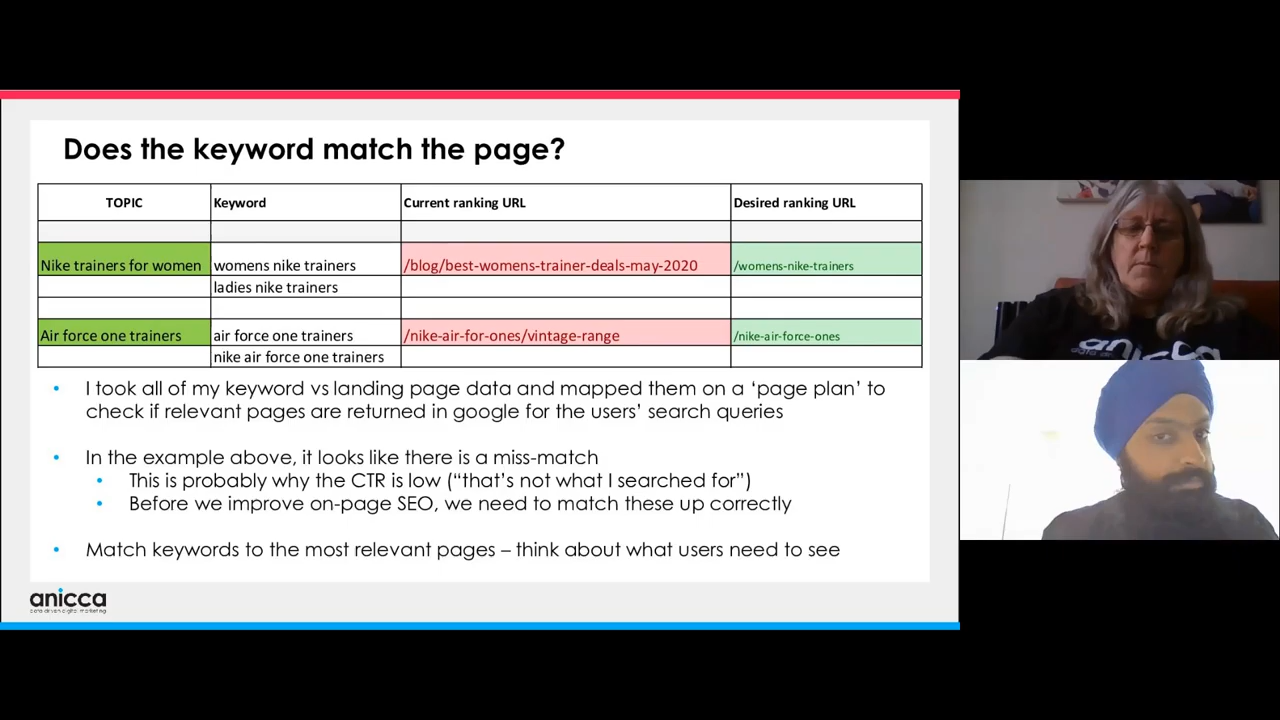 Does the keyword match the page?
TOPIC Keyword Current ranking URL Desired ranking URL
Nike trainers for women womens nike trainers /blog/best-womens-trainer-deals-may-2020 /womens-nike-trainers
ladies nike trainers
Air force one trainers air force one trainers /nike-air-for-ones/vintage-range /nike-air-force-ones
nike air force one trainers
• I took all of my keyword vs landing page data and mapped them on a ‘page plan’ to
check if relevant pages are returned in google for the users’ search queries
• In the example above, it looks like there is a miss-match
• This is probably why the CTR is low (“that’s not what I searched for”)
• Before we improve on-page SEO, we need to match these up correctly
• Match keywords to the most relevant pages – think about what users need to see
anicca
data driven digital marketing
anicca